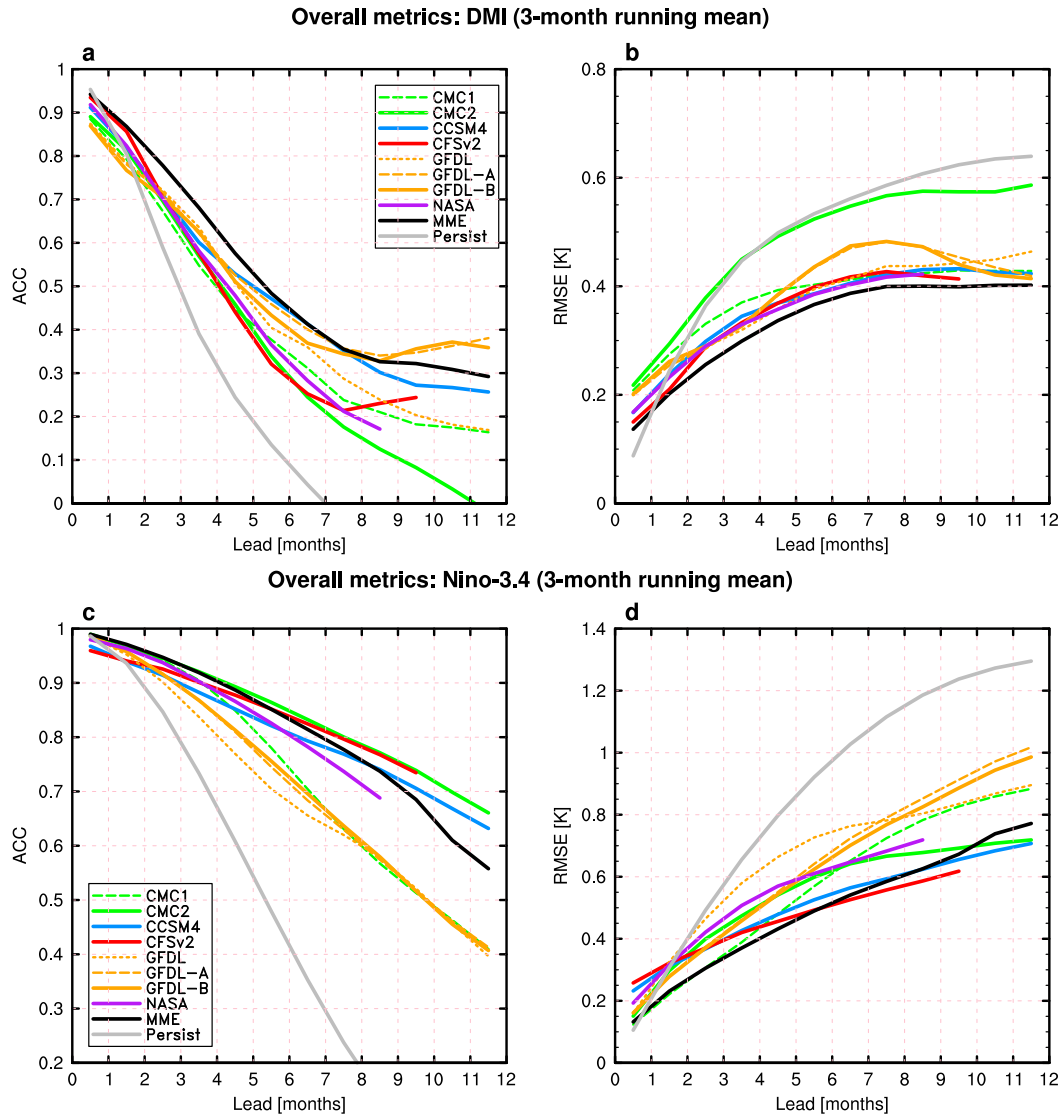 Overall metrics: DMI (3-month running mean)
a
ACC
1
0.9
0.8
0.7
0.6
0.5
0.4
0.3
0.2
0.1
0
CMC1
CMC2
CCSM4
CFSv2
GFDL
GFDL-A
GFDL-B
NASA
MME
Persist
0 1 2 3 4 5 6 7 8 9 10 11 12
Lead [months]
b
RMSE [K]
0.8
0.6
0.4
0.2
0
0 1 2 3 4 5 6 7 8 9 10 11 12
Lead [months]
Overall metrics: Nino-3.4 (3-month running mean)
c
ACC
1
0.9
0.8
0.7
0.6
0.5
0.4
0.3
0.2
CMC1
CMC2
CCSM4
CFSv2
GFDL
GFDL-A
GFDL-B
NASA
MME
Persist
0 1 2 3 4 5 6 7 8 9 10 11 12
Lead [months]
d
RMSE [K]
1.4
1.2
1
0.8
0.6
0.4
0.2
0
0 1 2 3 4 5 6 7 8 9 10 11 12
Lead [months]